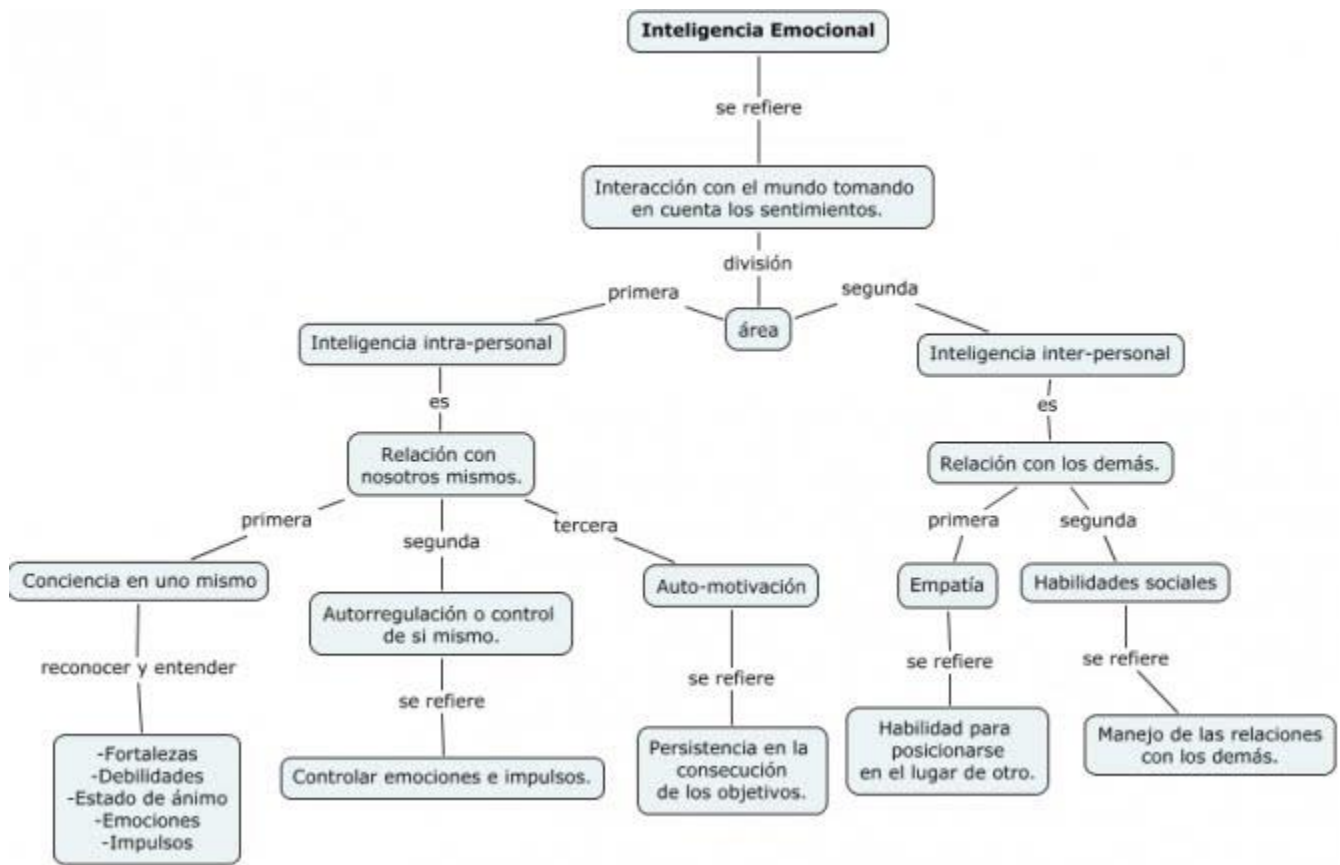 Inteligencia Emocional
se refiere
Interacción con el mundo tomando
en cuenta los sentimientos.
división
primera
segunda
área
Inteligencia intra-personal
Inteligencia inter-personal
es
es
Relación con
nosotros mismos.
Relación con los demás.
primera
segunda
tercera
primera
segunda
Conciencia en uno mismo
Autorregulación o control
de si mismo.
Auto-motivación
Empatía
Habilidades sociales
reconocer y entender
se refiere
se refiere
se refiere
se refiere
-Fortalezas
-Debilidades
-Estado de ánimo
-Emociones
-Impulsos
Controlar emociones e impulsos.
Persistencia en la
consecución
de los objetivos.
Habilidad para
posicionarse
en el lugar de otro.
Manejo de las relaciones
con los demás.